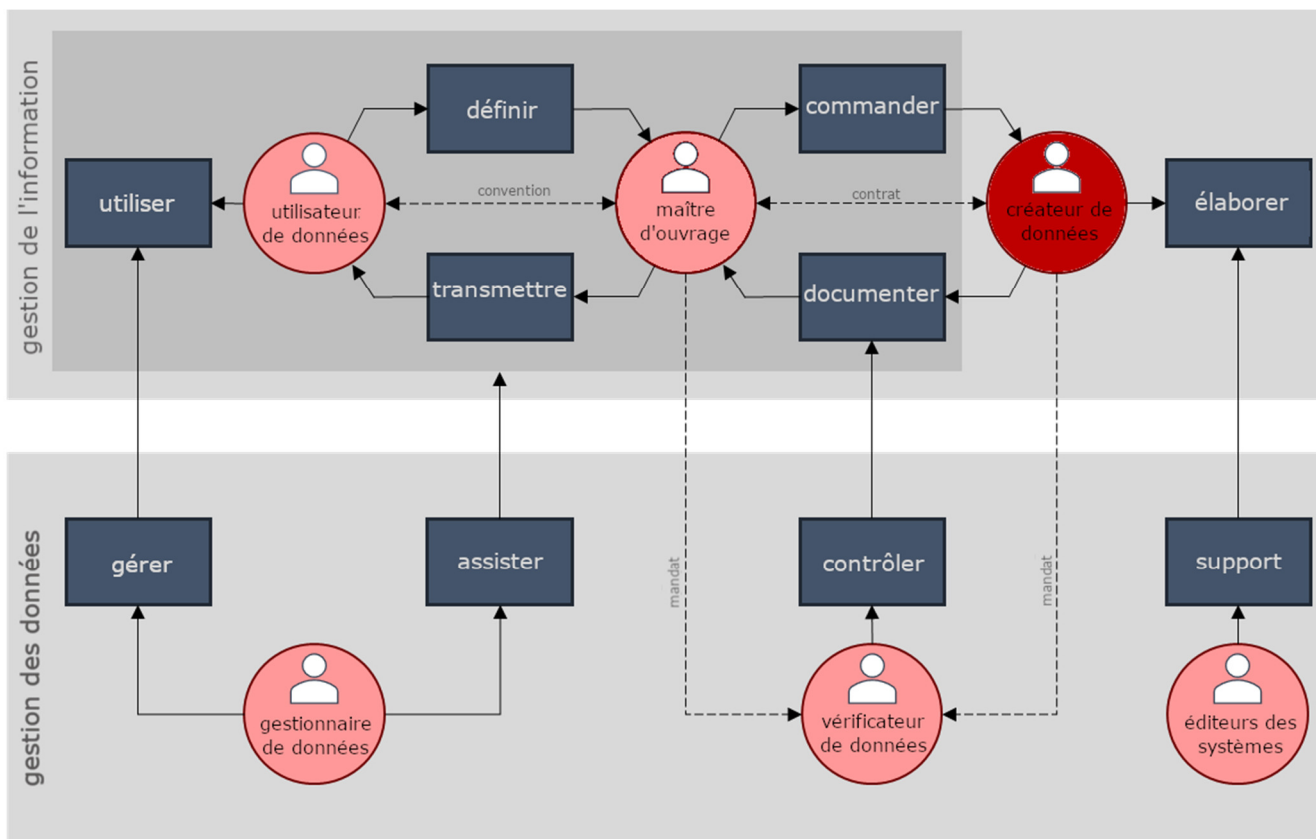 gestion de l'information
définir
commander
utiliser
utilisateur
de données
convention
maître
d'ouvrage
contrat
créateur de
données
élaborer
transmettre
documenter
gestion des données
gérer
assister
mandat
contrôler
mandat
support
gestionnaire
de données
vérificateur
de données
éditeurs des
systèmes